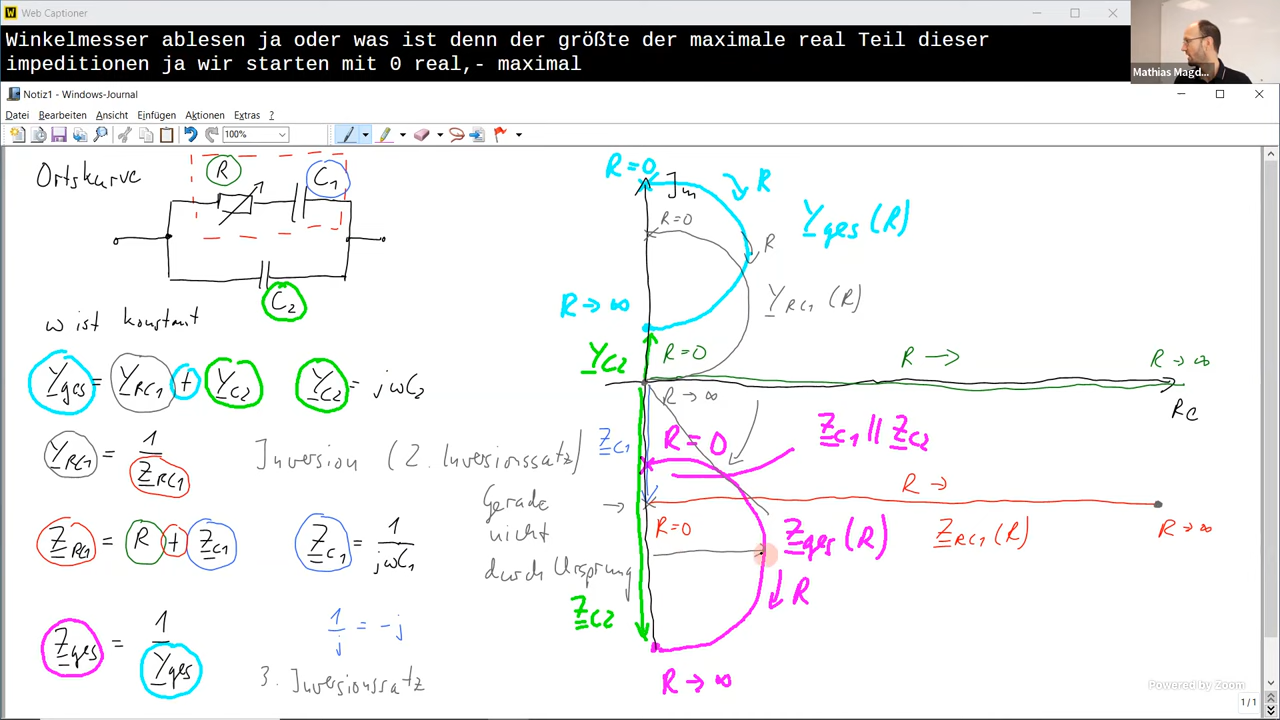 Web Captioner
Winkelmesser ablesen ja oder was ist denn der größte der maximale real Teil dieser
impeditionen ja wir starten mit 0 real,- maximal
Mathias Magd...
Notiz1 - Windows-Journal
Datei Bearbeiten Ansicht Einfügen Aktionen Extras ?
100%
Ortskurve
R
C1
C2
ω ist konstant
Yges = YRC1 + YC2
YC2 = jωC2
YRC1 = 1 / ZRC1
Inversion (2. Inversionssatz)
ZRC1 = R + ZC1
ZC1 = 1 / jωC1
Gerade →
nicht
durch Ursprung
Zges = 1 / Yges
1 / j = -j
3. Inversionssatz
R=0
Jm
R
Yges (R)
R=0
R
YRC1 (R)
R → ∞
YC2
R=0
R →
R → ∞
Re
R → ∞
ZC1
R=0
ZC1 || ZC2
R →
R=0
Zges (R)
ZRC1 (R)
R → ∞
R
ZC2
R → ∞
Powered by Zoom
1/1